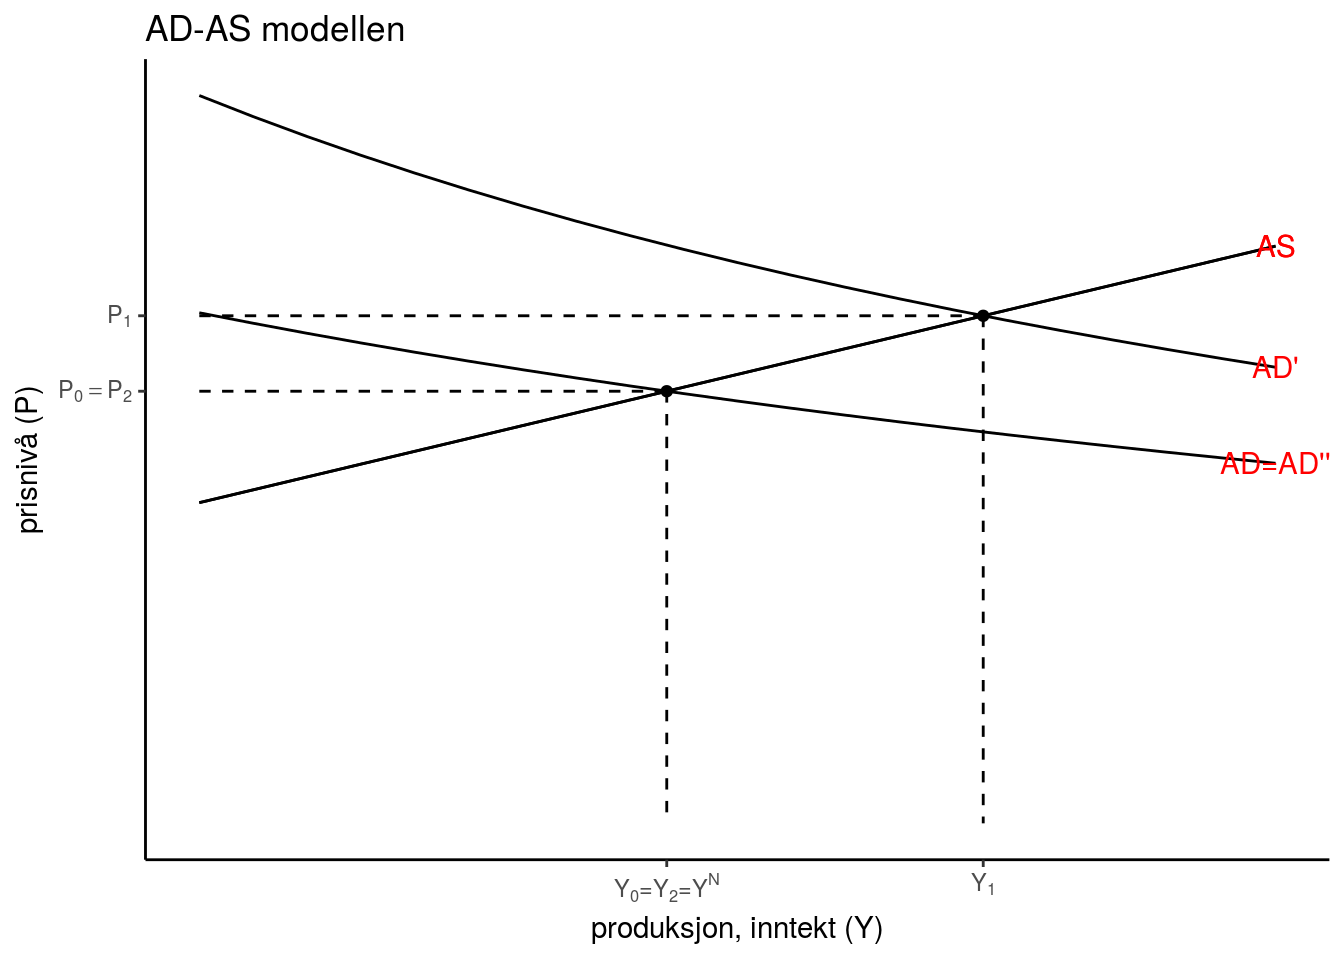 AD-AS modellen
AS
P₁
AD'
P₀=P₂
prisnivå (P)
AD=AD"
Y₀=Y₂=Yᴺ
Y₁
produksjon, inntekt (Y)